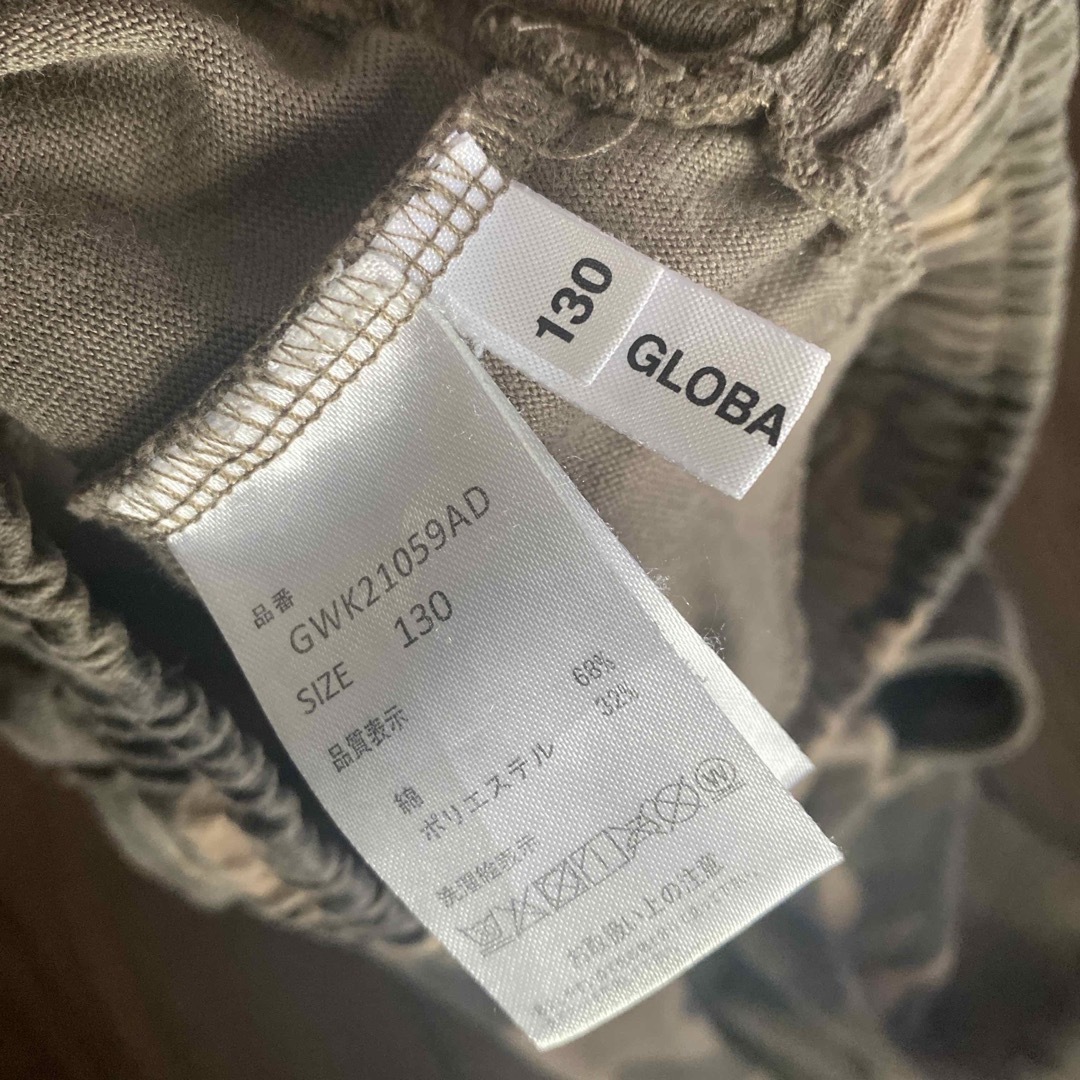 130
GLOBA
品番
GWK21059AD
SIZE 130
品質表示
綿 68%
ポリエステル 32%
洗濯絵表示
お取扱い上の注意